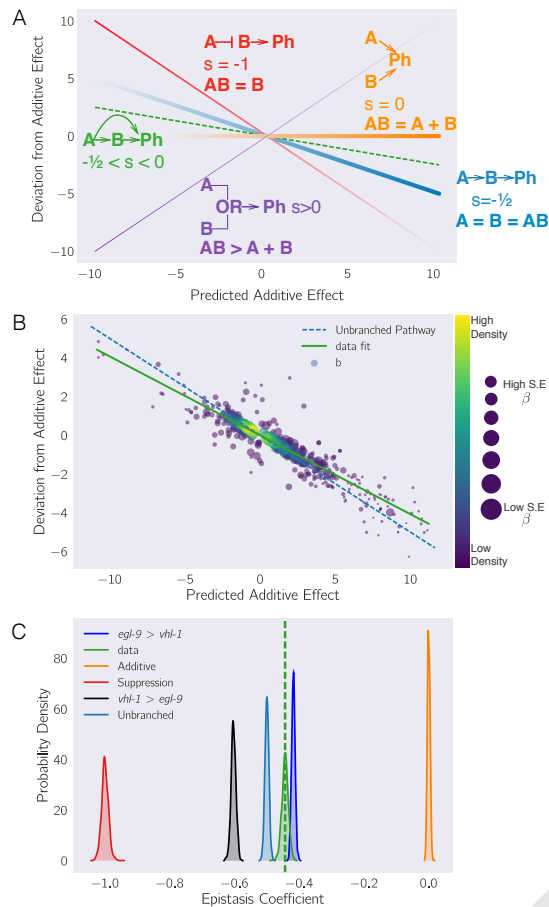 A
10
5
0
−5
−10
Deviation from Additive Effect
A⊣B→Ph
s = -1
AB = B
A
Ph
B
s = 0
AB = A + B
A→B→Ph
-½ < s < 0
A
OR→Ph s>0
B
AB > A + B
A→B→Ph
s=-½
A = B = AB
−10
−5
0
5
10
Predicted Additive Effect
B
6
4
2
0
−2
−4
−6
Deviation from Additive Effect
Unbranched Pathway
data fit
b
−10
−5
0
5
10
Predicted Additive Effect
High
Density
Low
Density
High S.E
β
Low S.E
β
C
80
60
40
20
0
Probability Density
egl-9 > vhl-1
data
Additive
Suppression
vhl-1 > egl-9
Unbranched
−1.0
−0.8
−0.6
−0.4
−0.2
0.0
Epistasis Coefficient